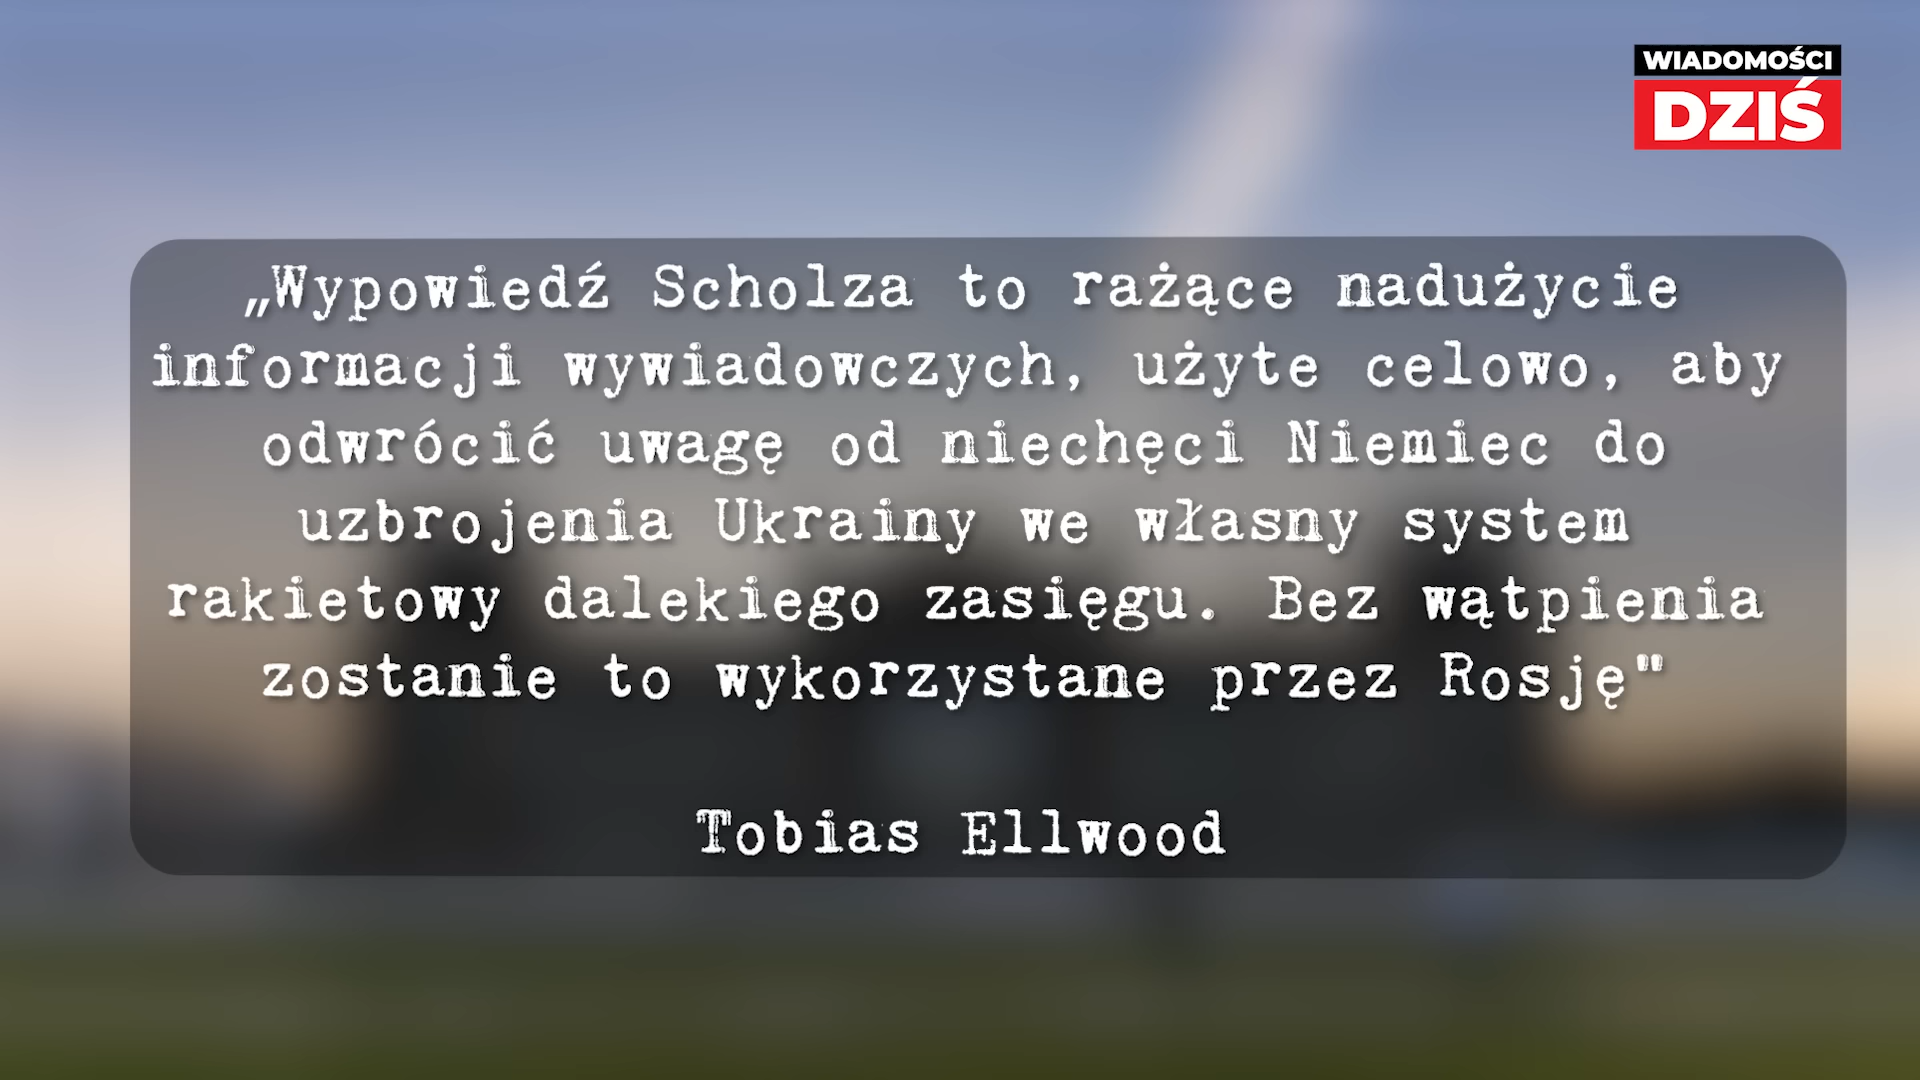 WIADOMOŚCI
DZIŚ
„Wypowiedź Scholza to rażące nadużycie
informacji wywiadowczych, użyte celowo, aby
odwrócić uwagę od niechęci Niemiec do
uzbrojenia Ukrainy we własny system
rakietowy dalekiego zasięgu. Bez wątpienia
zostanie to wykorzystane przez Rosję"
Tobias Ellwood